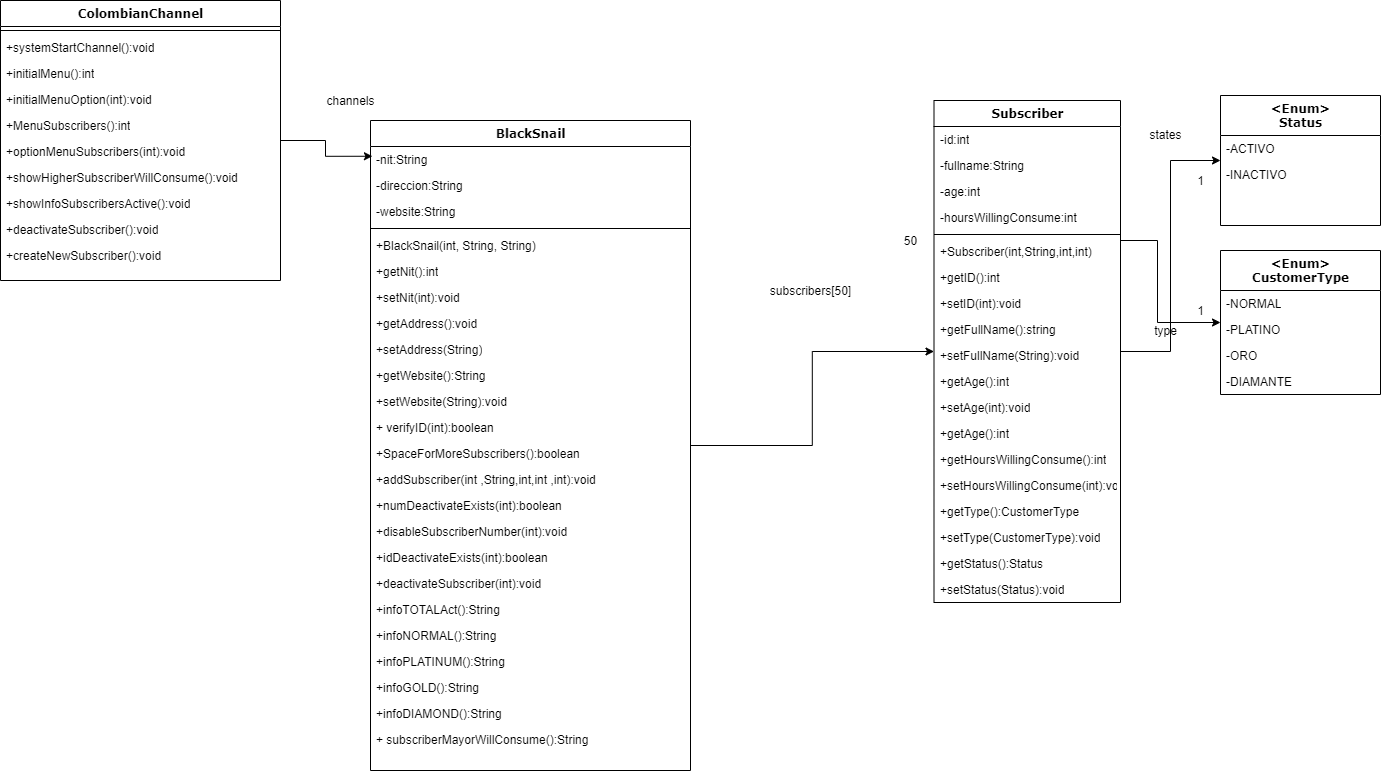 ColombianChannel
+systemStartChannel():void
+initialMenu():int
+initialMenuOption(int):void
+MenuSubscribers():int
+optionMenuSubscribers(int):void
+showHigherSubscriberWillConsume():void
+showInfoSubscribersActive():void
+deactivateSubscriber():void
+createNewSubscriber():void
channels
BlackSnail
-nit:String
-direccion:String
-website:String
+BlackSnail(int, String, String)
+getNit():int
+setNit(int):void
+getAddress():void
+setAddress(String)
+getWebsite():String
+setWebsite(String):void
+ verifyID(int):boolean
+SpaceForMoreSubscribers():boolean
+addSubscriber(int ,String,int,int ,int):void
+numDeactivateExists(int):boolean
+disableSubscriberNumber(int):void
+idDeactivateExists(int):boolean
+deactivateSubscriber(int):void
+infoTOTALAct():String
+infoNORMAL():String
+infoPLATINUM():String
+infoGOLD():String
+infoDIAMOND():String
+ subscriberMayorWillConsume():String
subscribers[50]
50
Subscriber
-id:int
-fullname:String
-age:int
-hoursWillingConsume:int
+Subscriber(int,String,int,int)
+getID():int
+setID(int):void
+getFullName():string
+setFullName(String):void
+getAge():int
+setAge(int):void
+getAge():int
+getHoursWillingConsume():int
+setHoursWillingConsume(int):vo
+getType():CustomerType
+setType(CustomerType):void
+getStatus():Status
+setStatus(Status):void
states
1
<Enum>
Status
-ACTIVO
-INACTIVO
1
type
<Enum>
CustomerType
-NORMAL
-PLATINO
-ORO
-DIAMANTE